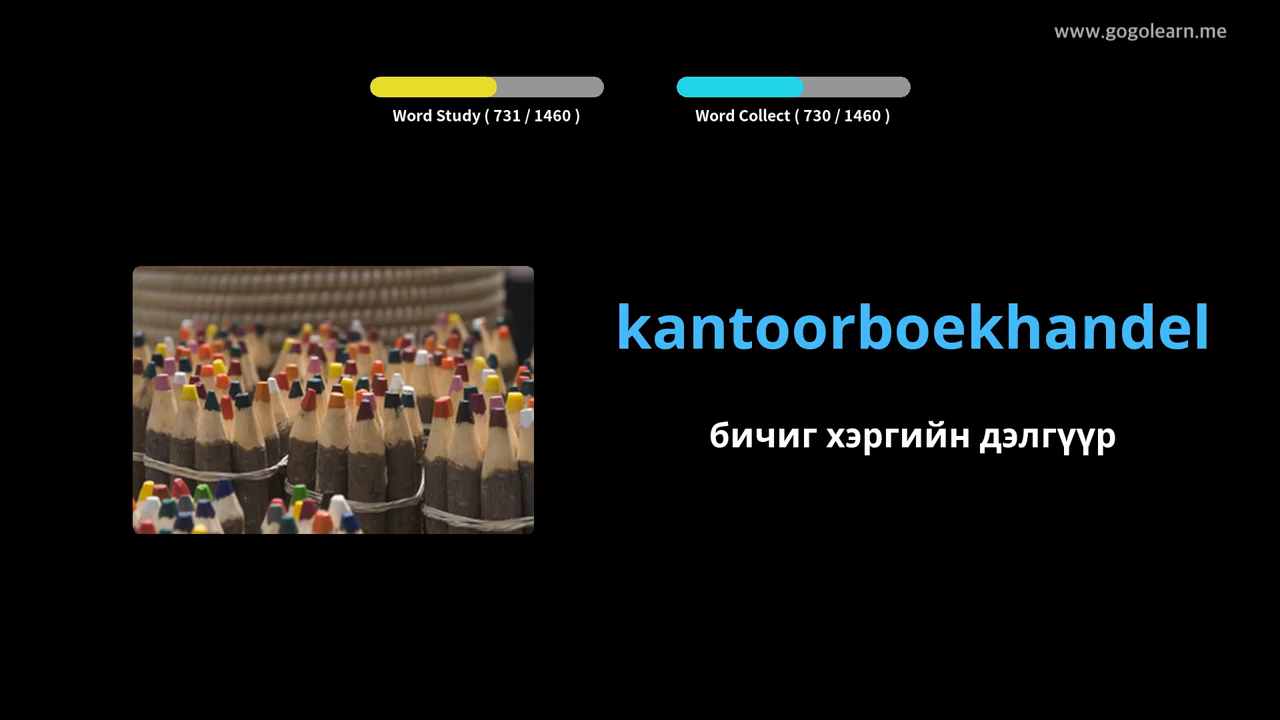 www.gogolearn.me
Word Study ( 731 / 1460 )
Word Collect ( 730 / 1460 )
kantoorboekhandel
бичиг хэргийн дэлгүүр